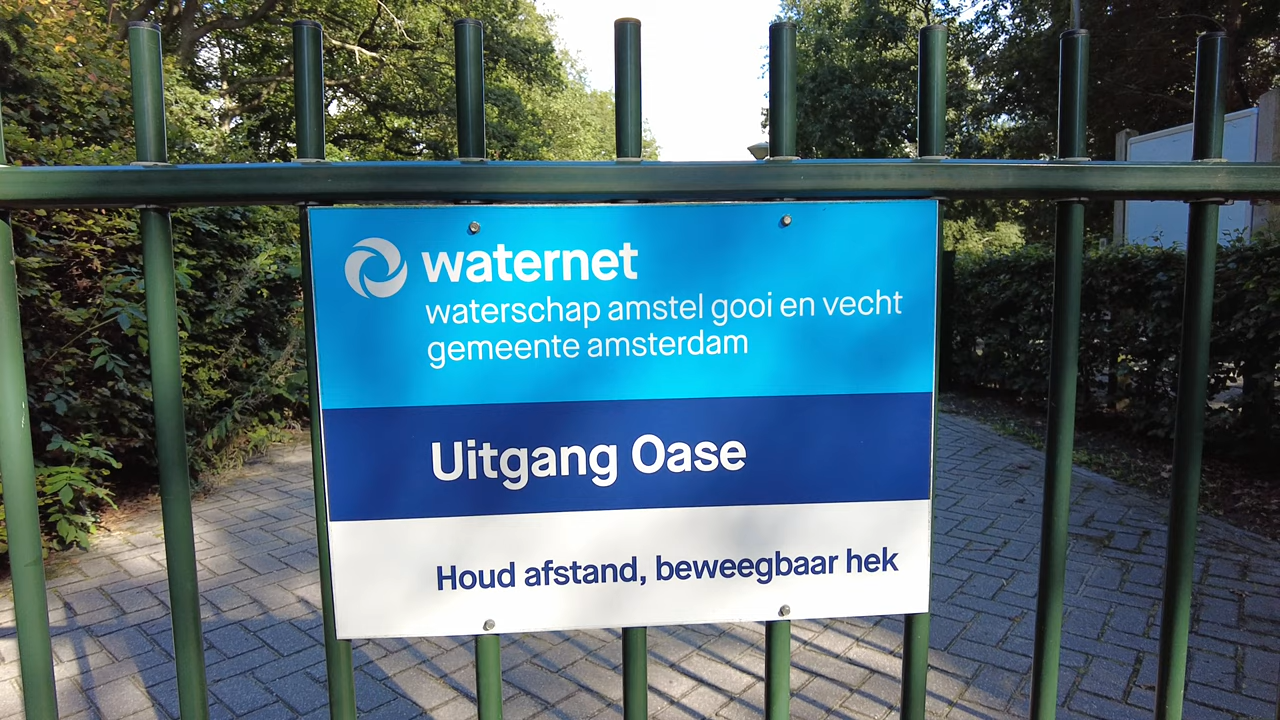 waternet
waterschap amstel gooi en vecht
gemeente amsterdam
Uitgang Oase
Houd afstand, beweegbaar hek